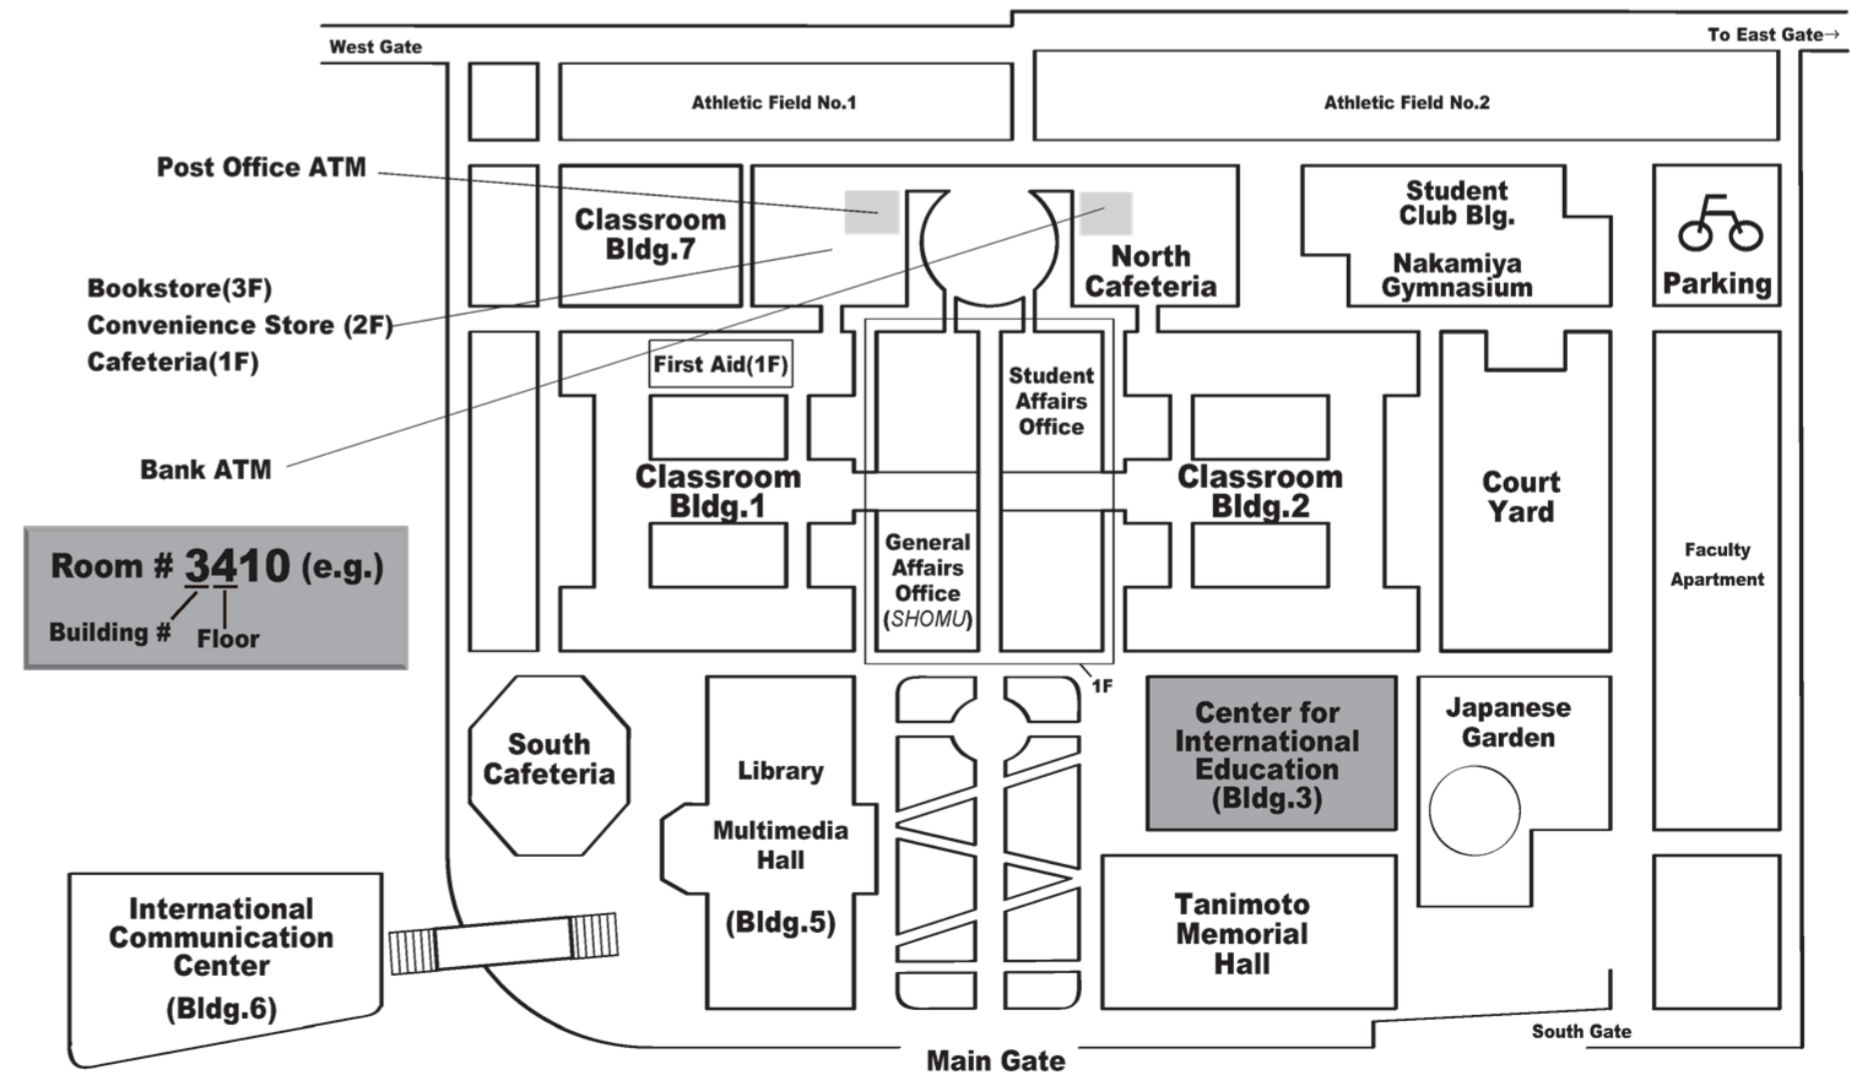 West Gate
To East Gate→
Athletic Field No.1
Athletic Field No.2
Post Office ATM
Classroom
Bldg.7
North
Cafeteria
Student
Club Blg.
Nakamiya
Gymnasium
Parking
Bookstore(3F)
Convenience Store (2F)
Cafeteria(1F)
First Aid(1F)
Student
Affairs
Office
Bank ATM
Classroom
Bldg.1
Classroom
Bldg.2
Court
Yard
General
Affairs
Office
(SHOMU)
Faculty
Apartment
Room # 3410 (e.g.)
Building #
Floor
1F
South
Cafeteria
Library
Multimedia
Hall
(Bldg.5)
Center for
International
Education
(Bldg.3)
Japanese
Garden
International
Communication
Center
(Bldg.6)
Tanimoto
Memorial
Hall
South Gate
Main Gate